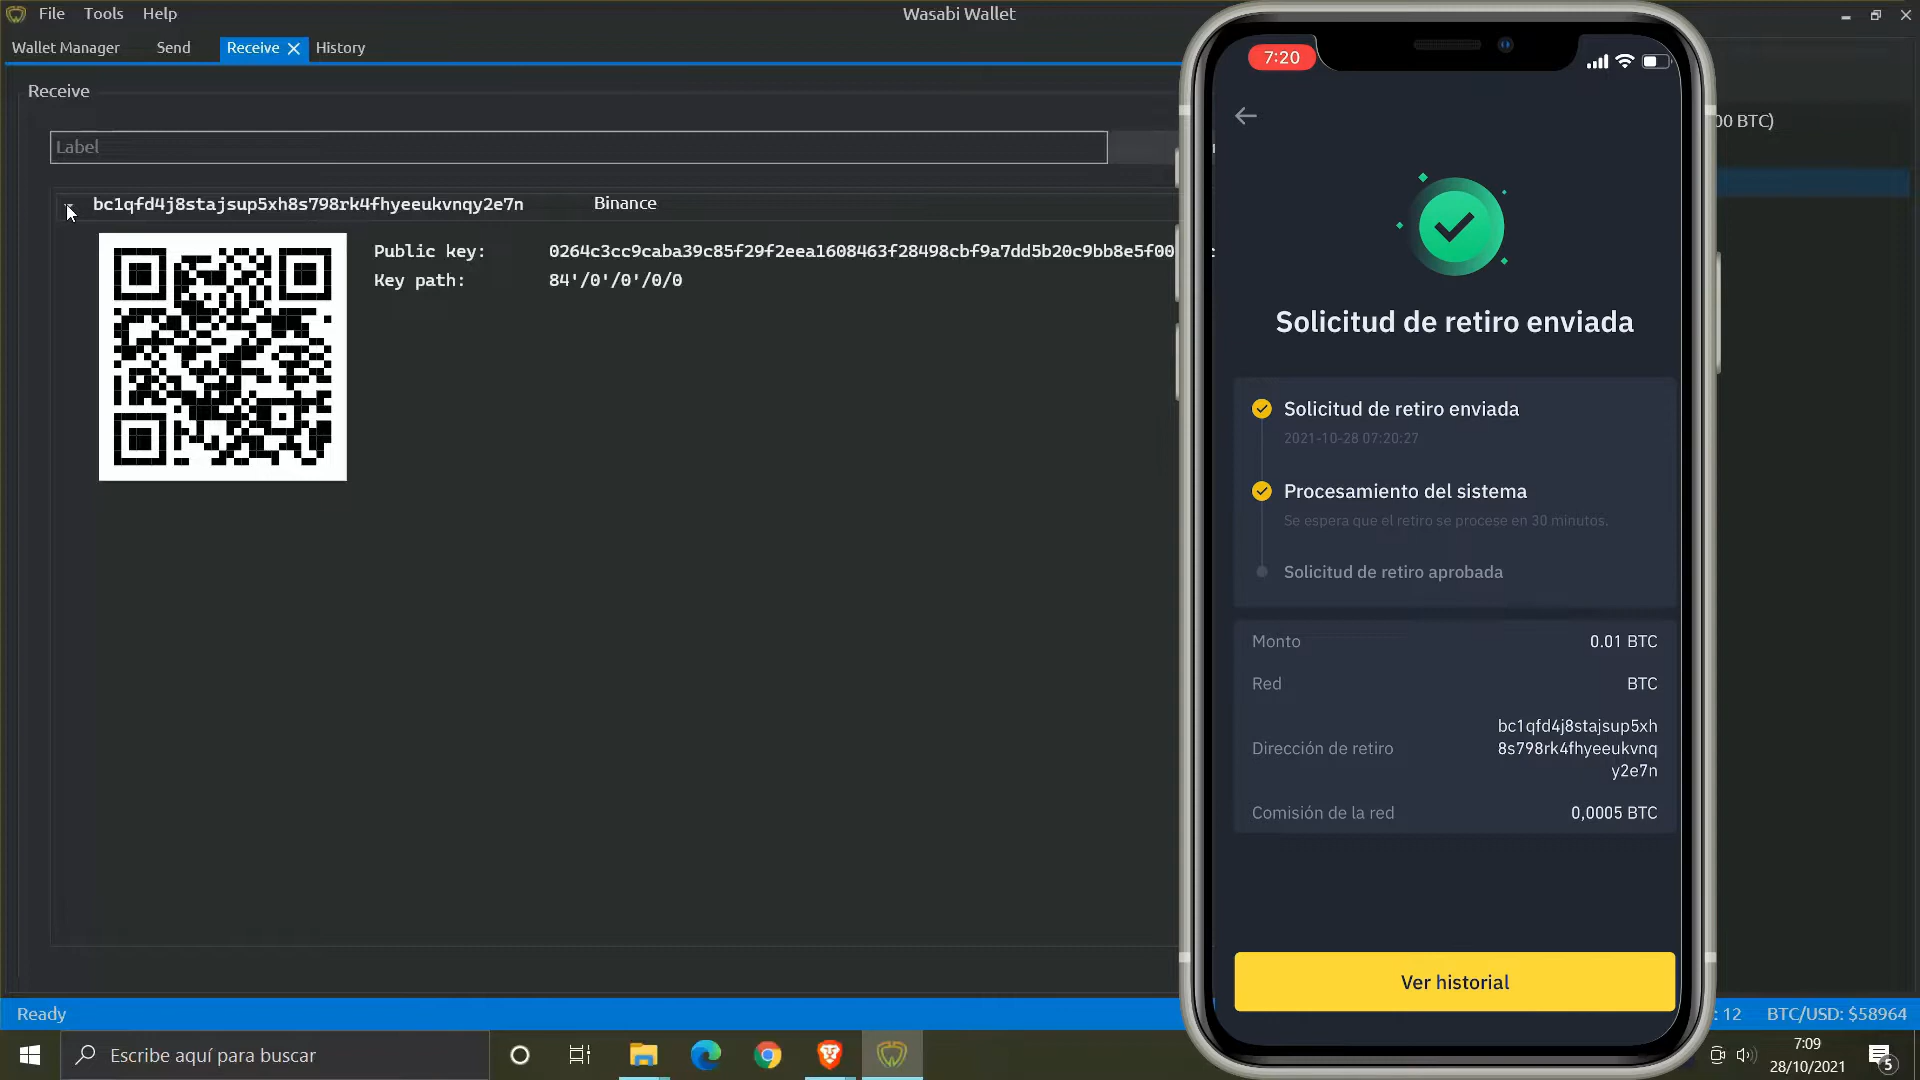 File Tools Help
Wasabi Wallet
Wallet Manager Send Receive History
Receive
Label
bc1qfd4j8stajsup5xh8s798rk4fhyeeukvnqy2e7n Binance
Public key: 0264c3cc9caba39c85f29f2eea1608463f28498cbf9a7dd5b20c9bb8e5f00
Key path: 84'/0'/0'/0/0
00 BTC)
7:20
Solicitud de retiro enviada
Solicitud de retiro enviada
2021-10-28 07:20:27
Procesamiento del sistema
Se espera que el retiro se procese en 30 minutos.
Solicitud de retiro aprobada
Monto 0.01 BTC
Red BTC
Dirección de retiro bc1qfd4j8stajsup5xh
8s798rk4fhyeeukvnq
y2e7n
Comisión de la red 0,0005 BTC
Ver historial
Ready
: 12 BTC/USD: $58964
Escribe aquí para buscar
7:09
28/10/2021
5